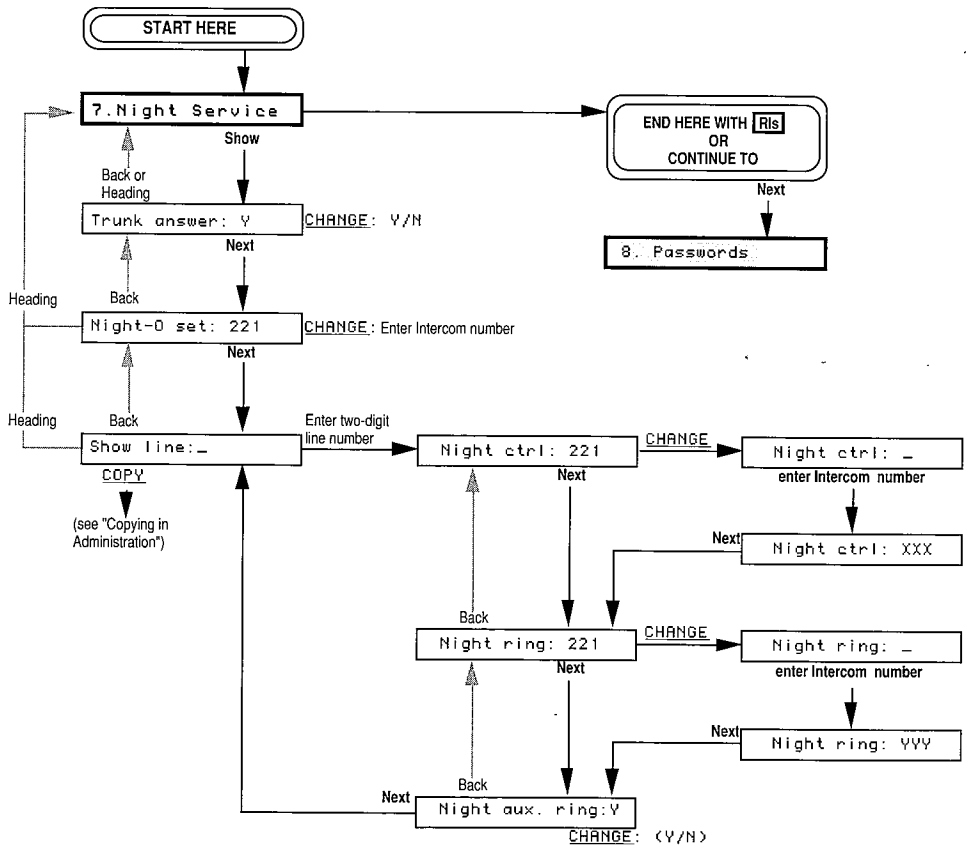 START HERE
7.Night Service
Show
Back or
Heading
Trunk answer: Y
CHANGE: Y/N
Next
Heading
Back
Night-0 set: 221
CHANGE: Enter Intercom number
Next
Heading
Back
Show line:_
COPY
(see "Copying in
Administration")
Enter two-digit
line number
Night ctrl: 221
Next
CHANGE
Night ctrl: _
enter Intercom number
Next
Night ctrl: XXX
Back
Night ring: 221
Next
CHANGE
Night ring: _
enter Intercom number
Next
Night ring: YYY
Back
Next
Night aux. ring:Y
CHANGE: (Y/N)
END HERE WITH Rls
OR
CONTINUE TO
Next
8. Passwords